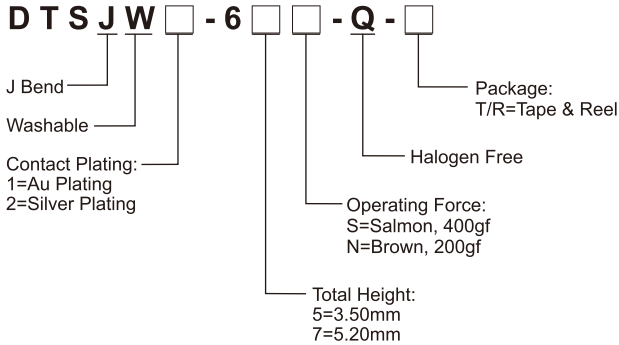 DTSJW□-6□□-Q-□
J Bend
Washable
Contact Plating:
1=Au Plating
2=Silver Plating
Package:
T/R=Tape & Reel
Halogen Free
Operating Force:
S=Salmon, 400gf
N=Brown, 200gf
Total Height:
5=3.50mm
7=5.20mm